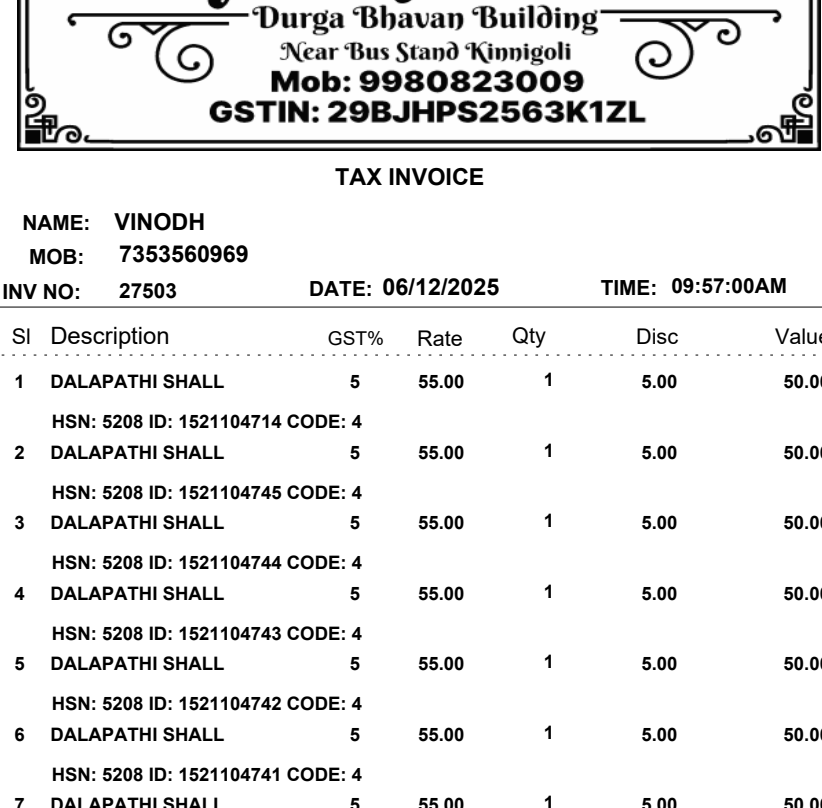 Durga Bhavan Building
Near Bus Stand Kinnigoli
Mob: 9980823009
GSTIN: 29BJHPS2563K1ZL
TAX INVOICE
NAME: VINODH
MOB: 7353560969
INV NO: 27503 DATE: 06/12/2025 TIME: 09:57:00AM
Sl Description GST% Rate Qty Disc Value
1 DALAPATHI SHALL 5 55.00 1 5.00 50.00
HSN: 5208 ID: 1521104714 CODE: 4
2 DALAPATHI SHALL 5 55.00 1 5.00 50.00
HSN: 5208 ID: 1521104745 CODE: 4
3 DALAPATHI SHALL 5 55.00 1 5.00 50.00
HSN: 5208 ID: 1521104744 CODE: 4
4 DALAPATHI SHALL 5 55.00 1 5.00 50.00
HSN: 5208 ID: 1521104743 CODE: 4
5 DALAPATHI SHALL 5 55.00 1 5.00 50.00
HSN: 5208 ID: 1521104742 CODE: 4
6 DALAPATHI SHALL 5 55.00 1 5.00 50.00
HSN: 5208 ID: 1521104741 CODE: 4
7 DALAPATHI SHALL 5 55.00 1 5.00 50.00